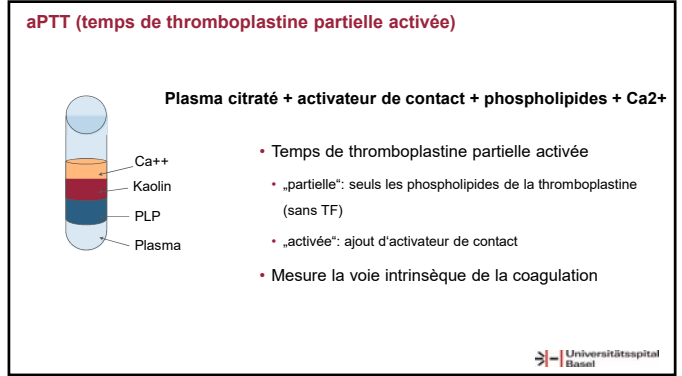 aPTT (temps de thromboplastine partielle activée)
Plasma citraté + activateur de contact + phospholipides + Ca2+
Ca++
Kaolin
PLP
Plasma
• Temps de thromboplastine partielle activée
• „partielle“: seuls les phospholipides de la thromboplastine
(sans TF)
• „activée“: ajout d‘activateur de contact
• Mesure la voie intrinsèque de la coagulation
Universitätsspital
Basel